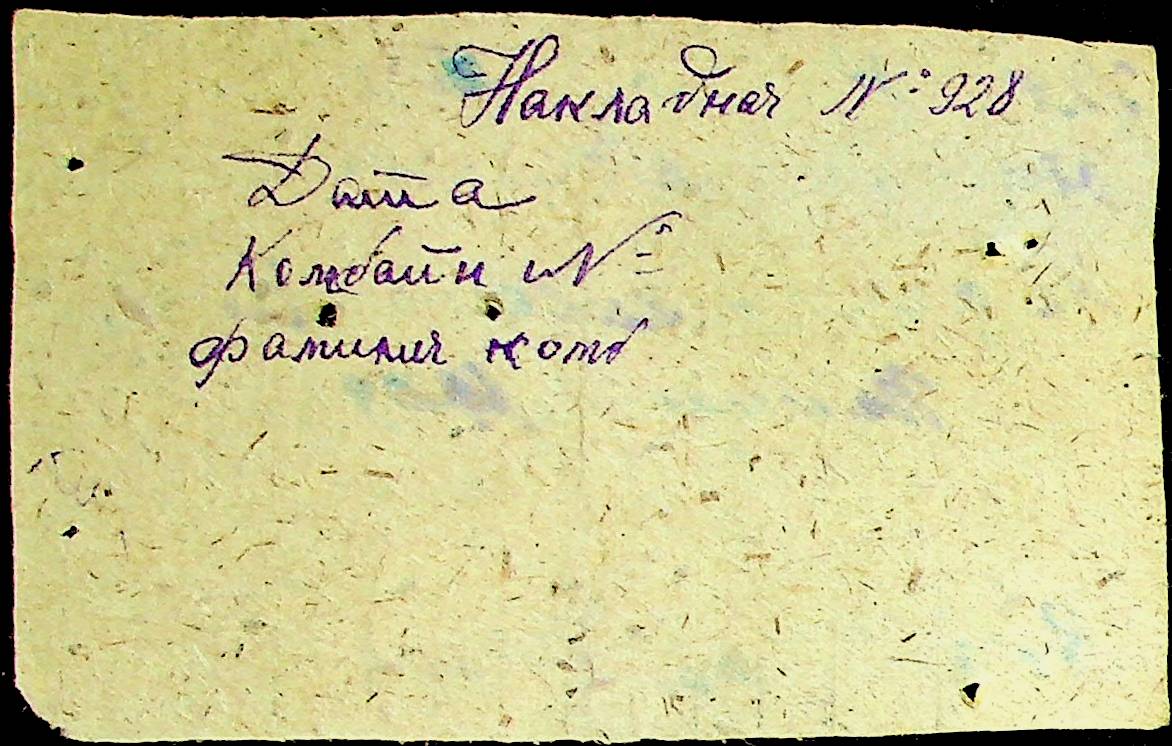 Накладная № 928
Дата
Комбайн №
фамилия комб